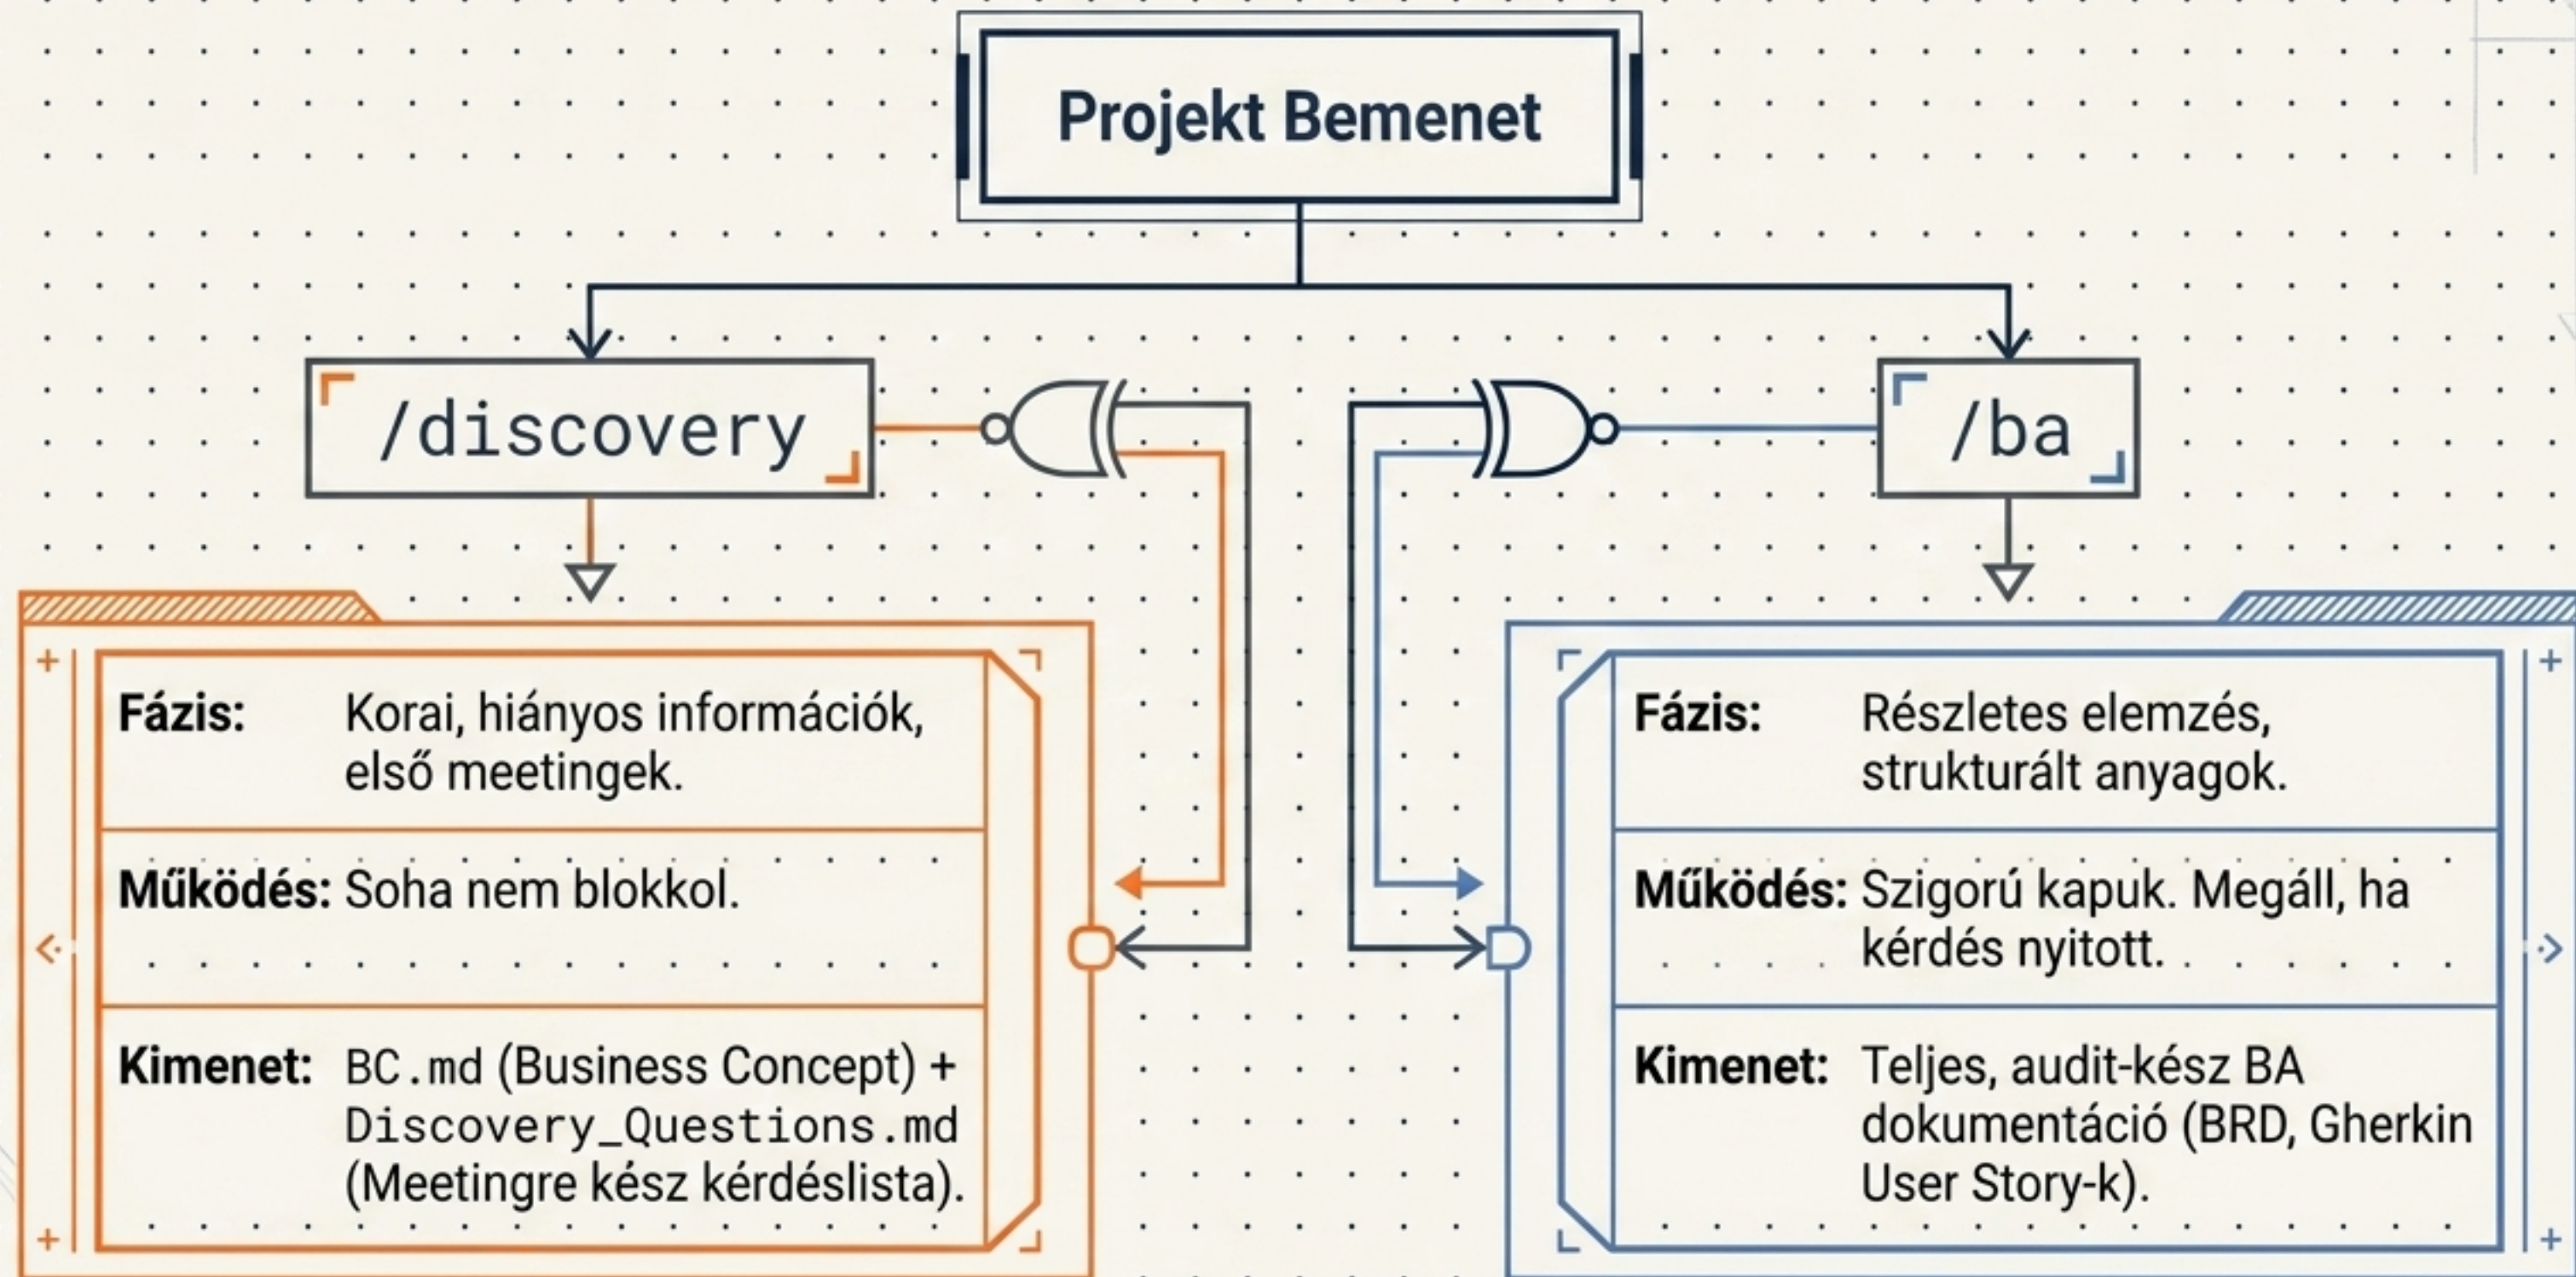 Projekt Bemenet
/discovery
/ba
Fázis: Korai, hiányos információk,
első meetingek.
Működés: Soha nem blokkol.
Kimenet: BC.md (Business Concept) +
Discovery_Questions.md
(Meetingre kész kérdéslista).
Fázis: Részletes elemzés,
strukturált anyagok.
Működés: Szigorú kapuk. Megáll, ha
kérdés nyitott.
Kimenet: Teljes, audit-kész BA
dokumentáció (BRD, Gherkin
User Story-k).